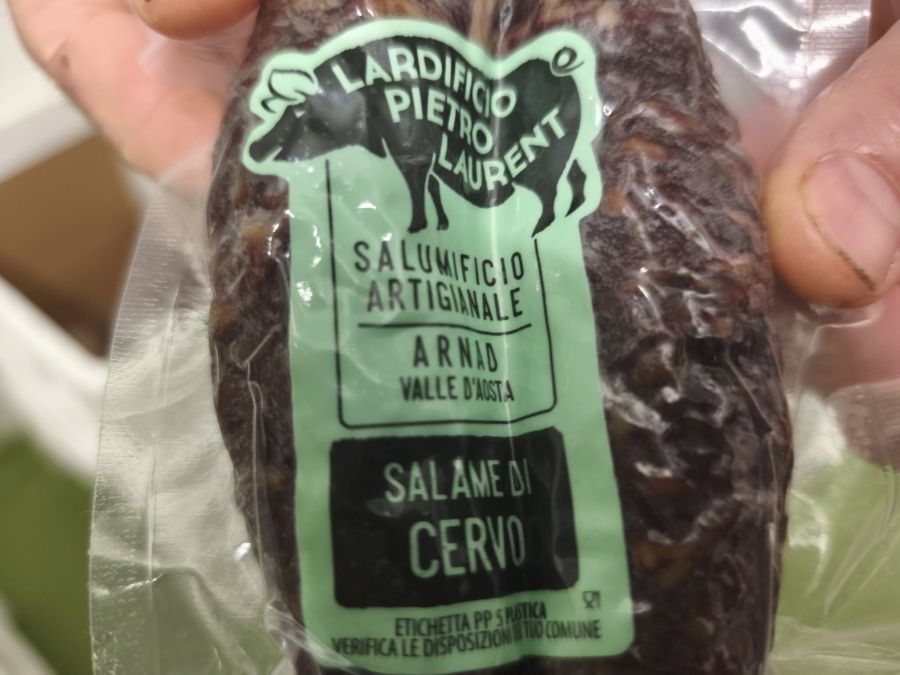 LARDIFICIO
PIETRO
LAURENT
SALUMIFICIO
ARTIGIANALE
ARNAD
VALLE D'AOSTA
SALAME DI
CERVO
ETICHETTA PP 5 PLASTICA
VERIFICA LE DISPOSIZIONI DEL TUO COMUNE